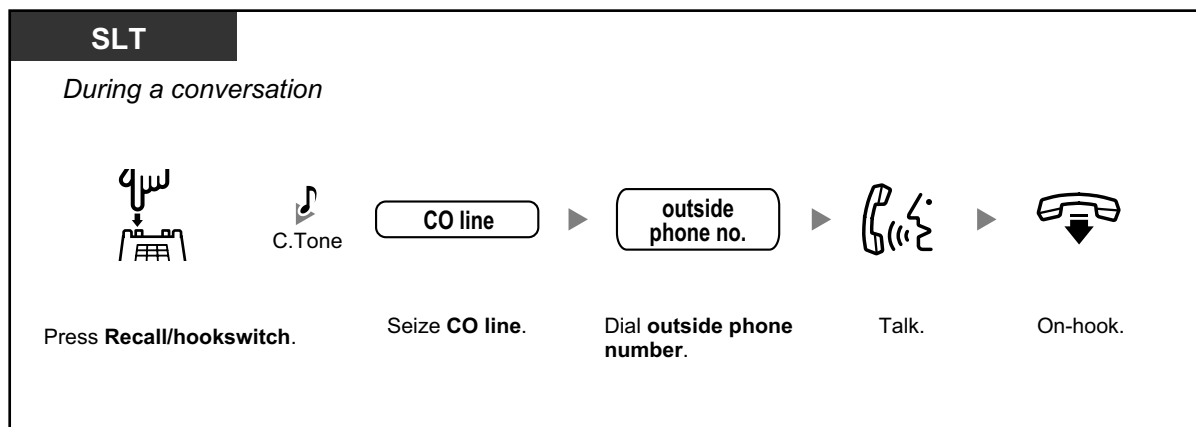 SLT
During a conversation
C.Tone
CO line
outside
phone no.
Press Recall/hookswitch.
Seize CO line.
Dial outside phone
number.
Talk.
On-hook.